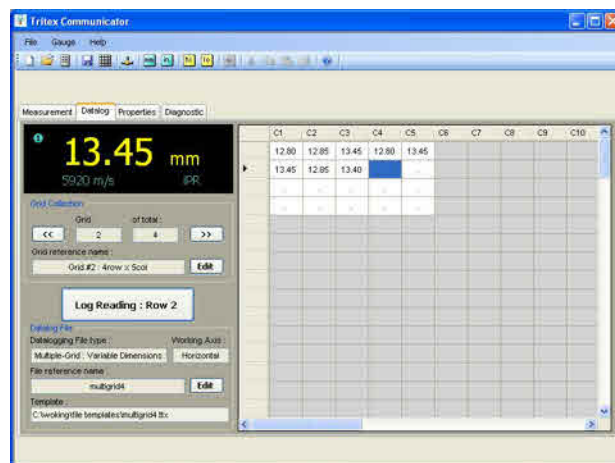 Tritex Communicator
File Gauge Help
Measurement Datalog Properties Diagnostic
13.45 mm
5920 m/s IPR
Grid Collection
Grid of total :
<< 2 4 >>
Grid reference name :
Grid #2 : 4row x 5col Edit
Log Reading : Row 2
Datalog File
Datalogging File type : Working Axis :
Multiple-Grid : Variable Dimensions Horizontal
File reference name :
multigrid4 Edit
Template :
C:\woking\file templates\multigrid4.ttx
C1 C2 C3 C4 C5 C6 C7 C8 C9 C10
12.80 12.85 13.45 12.80 13.45
13.45 12.85 13.40